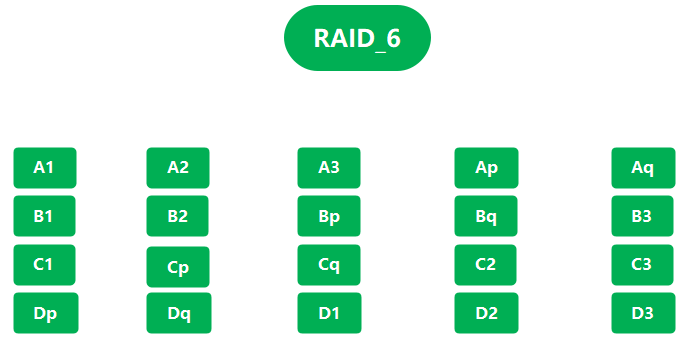 RAID_6
A1 A2 A3 Ap Aq
B1 B2 Bp Bq B3
C1 Cp Cq C2 C3
Dp Dq D1 D2 D3